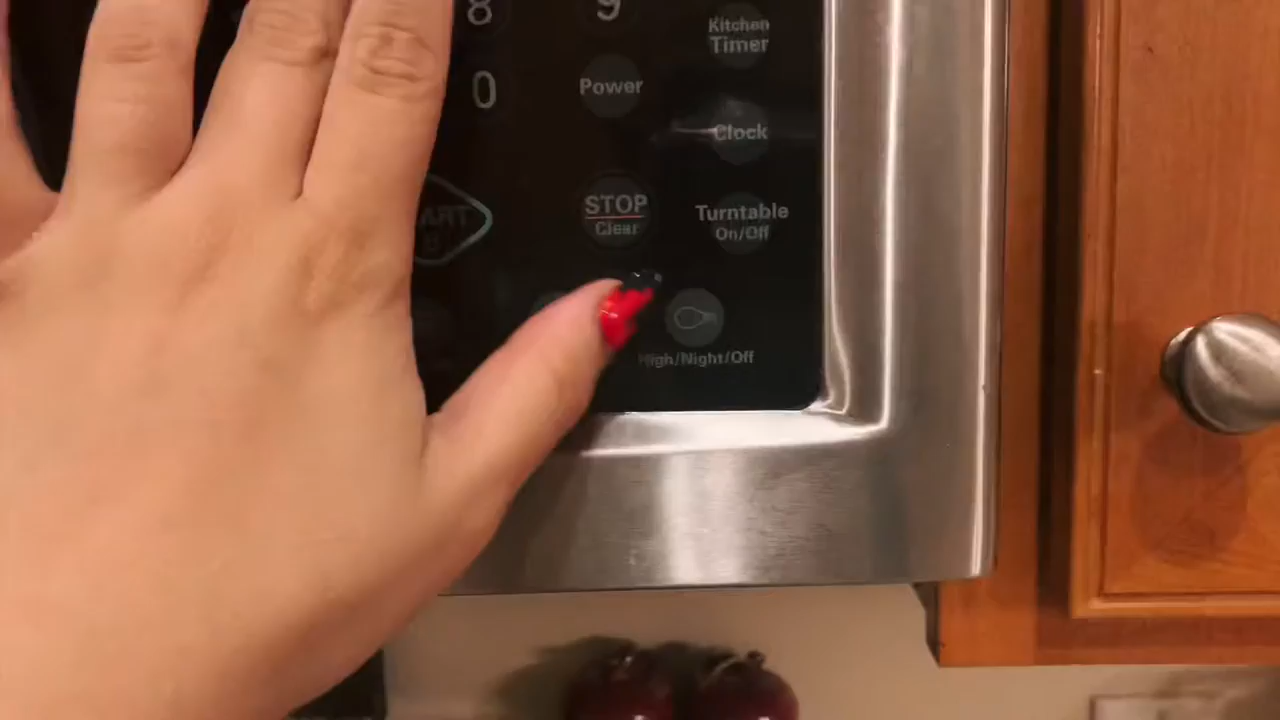 8 9
Kitchen
Timer
0
Power
Clock
STOP
Clear
Turntable
On/Off
High/Night/Off